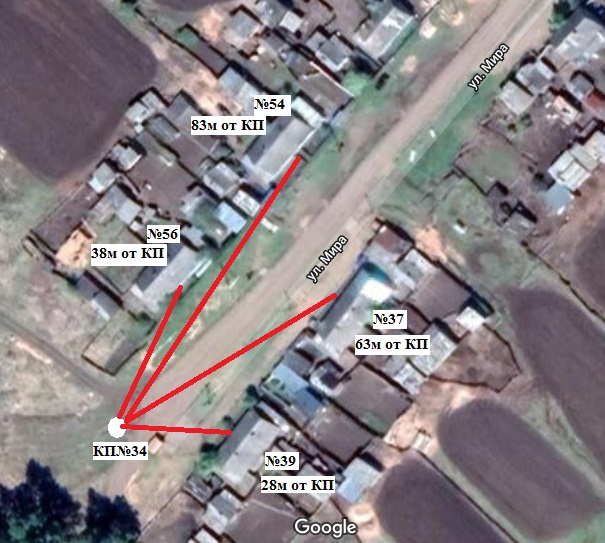 ул. Мира
№54
83м от КП
№56
38м от КП
ул. Мира
№37
63м от КП
КП№34
№39
28м от КП
Google